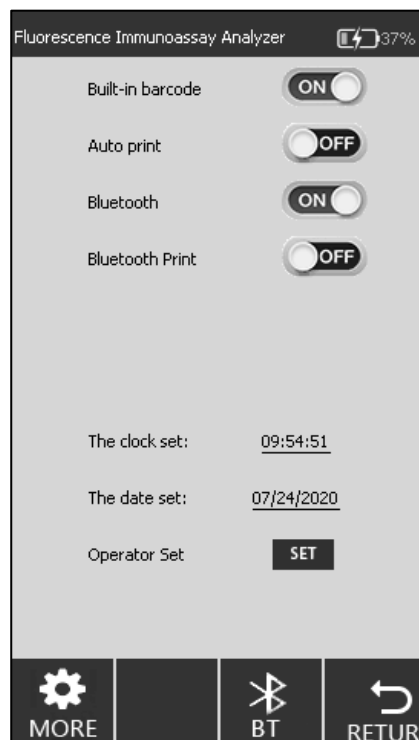 Fluorescence Immunoassay Analyzer 37%
Built-in barcode ON
Auto print OFF
Bluetooth ON
Bluetooth Print OFF
The clock set: 09:54:51
The date set: 07/24/2020
Operator Set SET
MORE BT RETUR